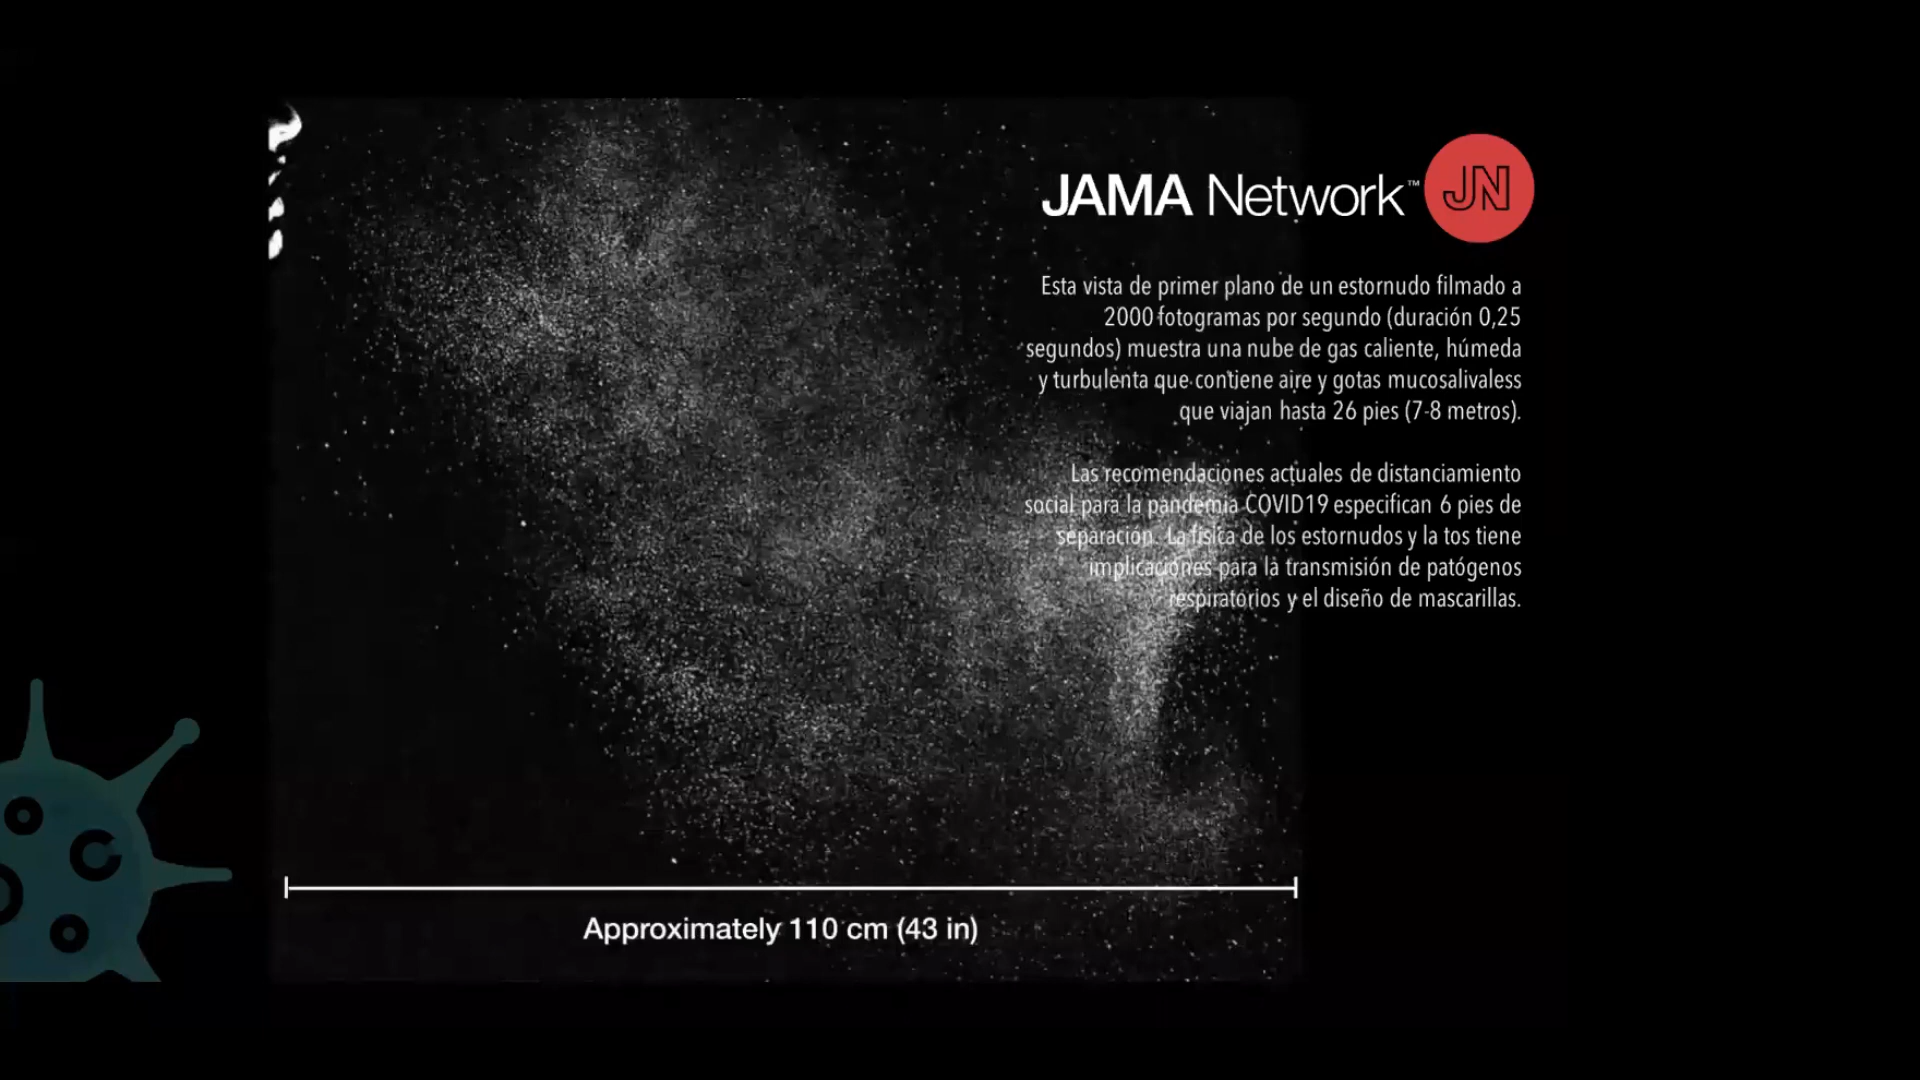 JAMA Network™ JN
Esta vista de primer plano de un estornudo filmado a
2000 fotogramas por segundo (duración 0,25
segundos) muestra una nube de gas caliente, húmeda
y turbulenta que contiene aire y gotas mucosalivaless
que viajan hasta 26 pies (7-8 metros).
Las recomendaciones actuales de distanciamiento
social para la pandemia COVID19 especifican 6 pies de
separación. La física de los estornudos y la tos tiene
implicaciones para la transmisión de patógenos
respiratorios y el diseño de mascarillas.
Approximately 110 cm (43 in)